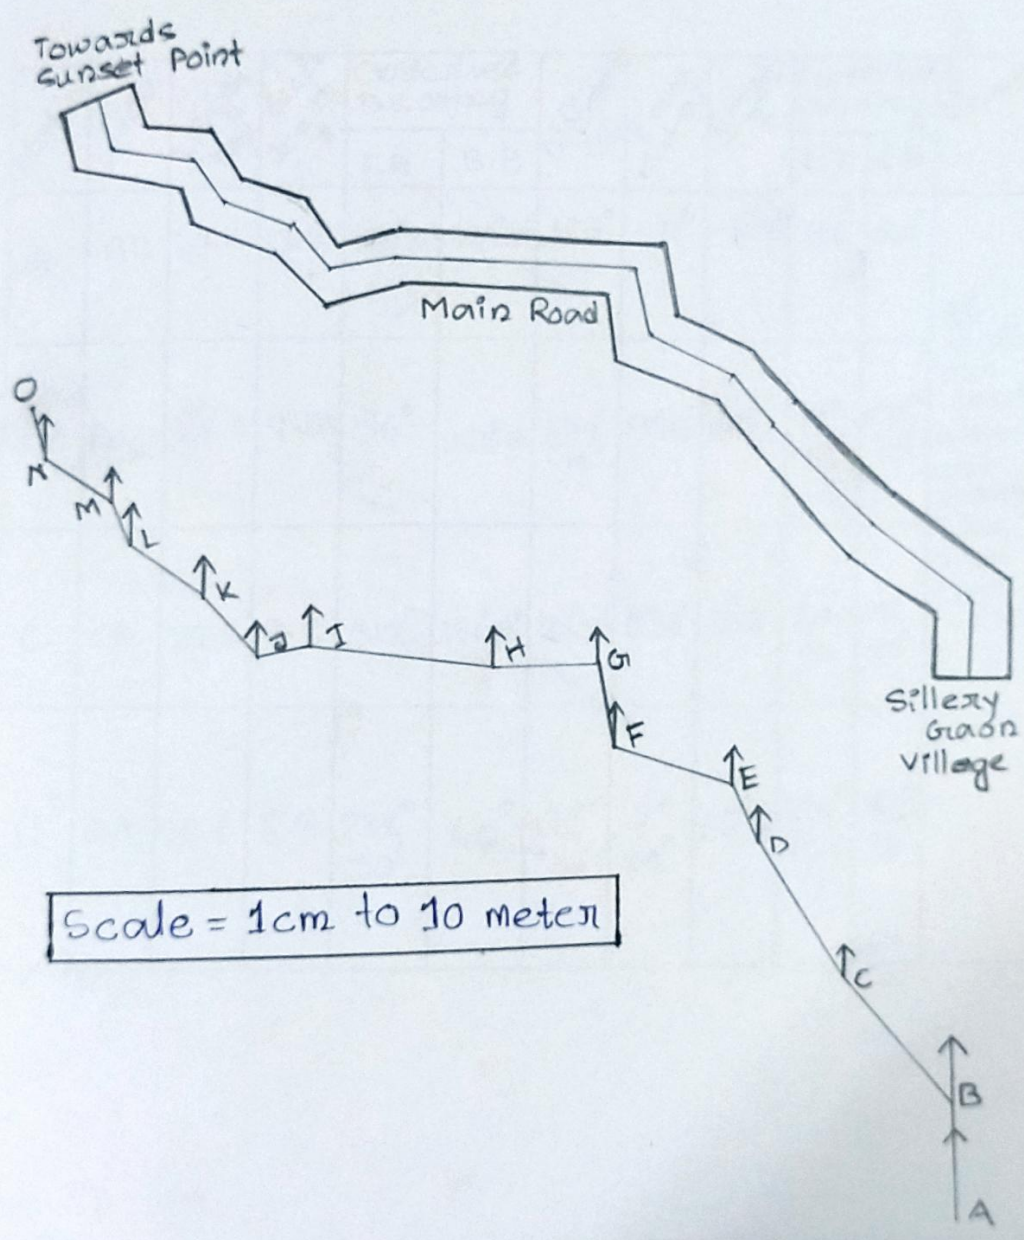 Towards
Sunset Point
Main Road
O
N
M
L
K
J
I
H
G
F
E
D
C
B
A
Sillery
Gaon
Village
Scale = 1cm to 10 meter